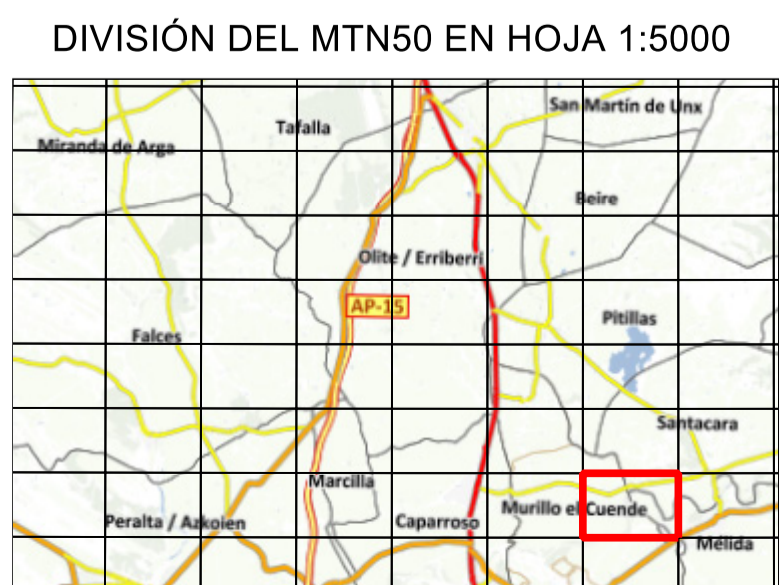 DIVISIÓN DEL MTN50 EN HOJA 1:5000
San Martín de Unx
Tafalla
Miranda de Arga
Beire
Olite / Erriberri
AP-15
Pitillas
Falces
Santacara
Marcilla
Murillo el Cuende
Peralta / Azkoien
Caparroso
Mélida